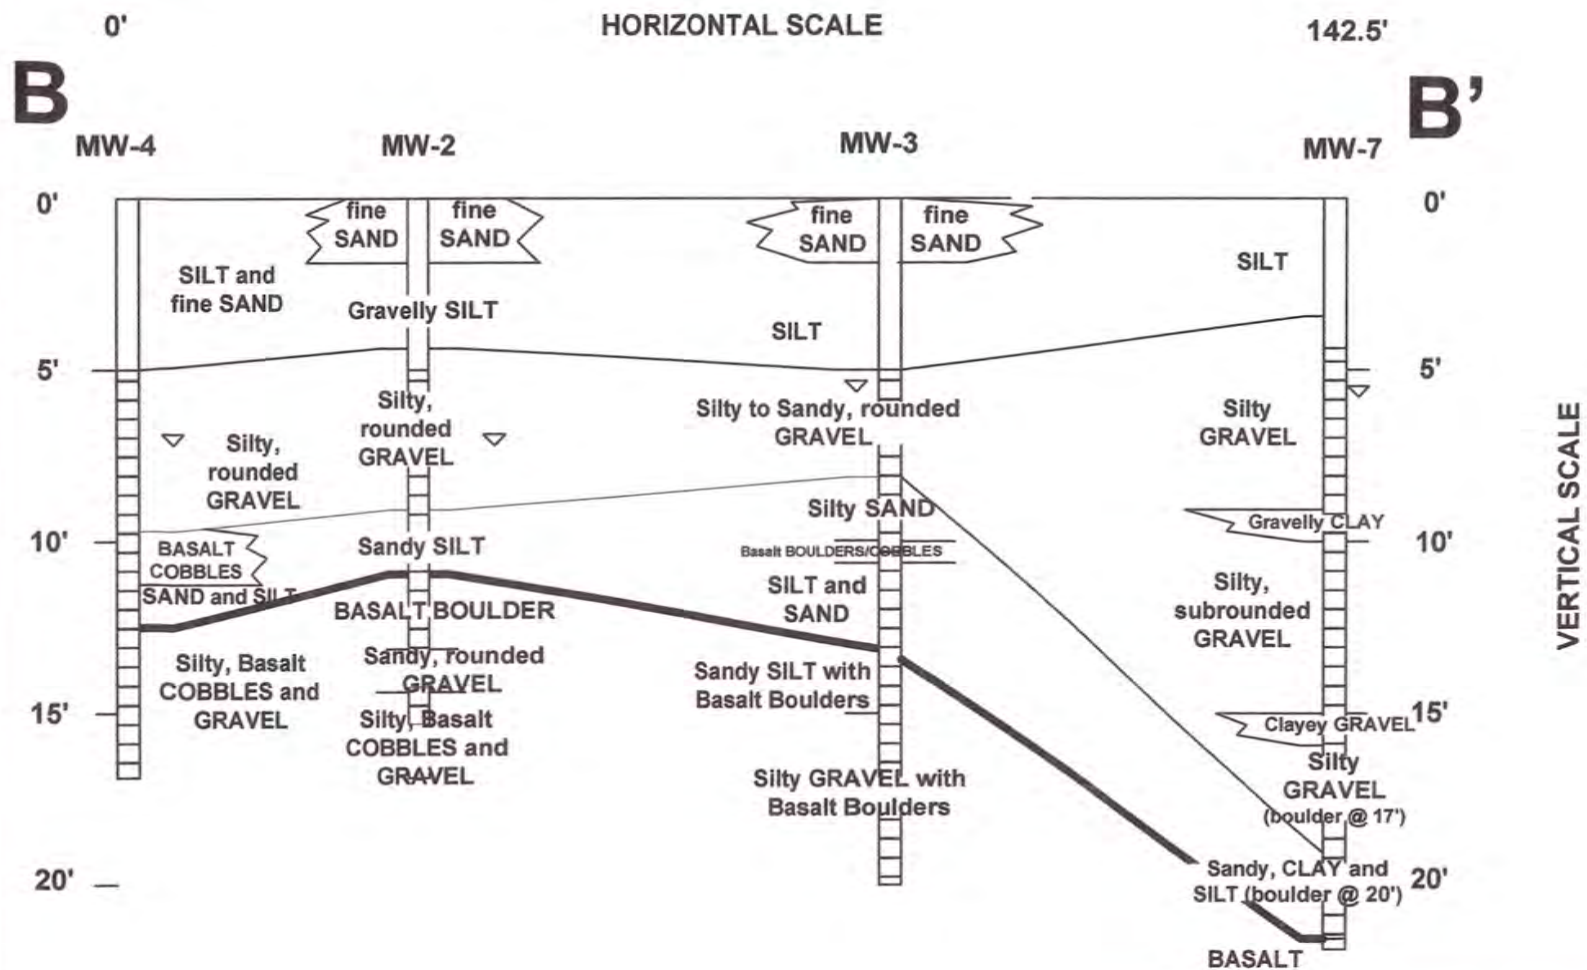 0'
HORIZONTAL SCALE
142.5'
B
B'
MW-4
MW-2
MW-3
MW-7
0'
0'
fine
SAND
fine
SAND
fine
SAND
fine
SAND
SILT and
fine SAND
Gravelly SILT
SILT
SILT
5'
5'
Silty,
rounded
GRAVEL
Silty,
rounded
GRAVEL
Silty to Sandy, rounded
GRAVEL
Silty
GRAVEL
VERTICAL SCALE
Silty SAND
Gravelly CLAY
10'
10'
BASALT
COBBLES
SAND and SILT
Sandy SILT
Basalt BOULDERS/COBBLES
SILT and
SAND
Silty,
subrounded
GRAVEL
BASALT BOULDER
Silty, Basalt
COBBLES and
GRAVEL
Sandy, rounded
GRAVEL
Sandy SILT with
Basalt Boulders
15'
15'
Clayey GRAVEL
Silty, Basalt
COBBLES and
GRAVEL
Silty GRAVEL with
Basalt Boulders
Silty
GRAVEL
(boulder @ 17')
20'
20'
Sandy, CLAY and
SILT (boulder @ 20')
BASALT